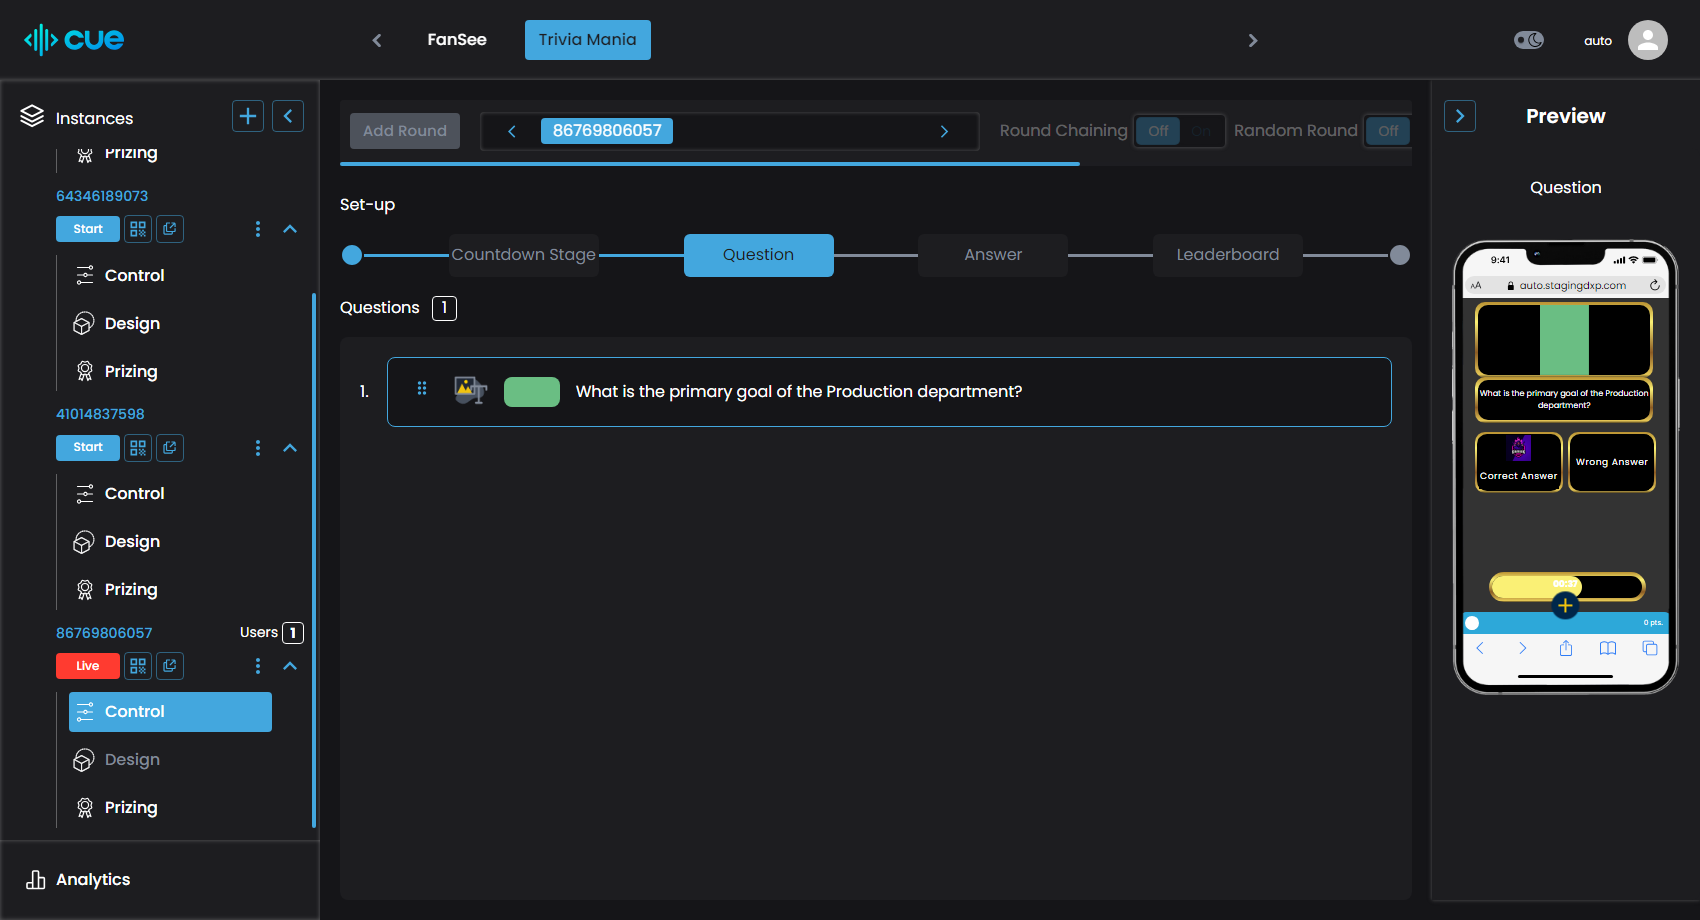 cue
FanSee
Trivia Mania
auto
Instances
Prizing
64346189073
Start
Control
Design
Prizing
41014837598
Start
Control
Design
Prizing
86769806057
Users 1
Live
Control
Design
Prizing
Analytics
Add Round
86769806057
Round Chaining
Off
On
Random Round
Off
Set-up
Countdown Stage
Question
Answer
Leaderboard
Questions 1
1.
What is the primary goal of the Production department?
Preview
Question
9:41
AA
auto.stagingdxp.com
What is the primary goal of the Production
department?
Correct Answer
Wrong Answer
00:37
0 pts.